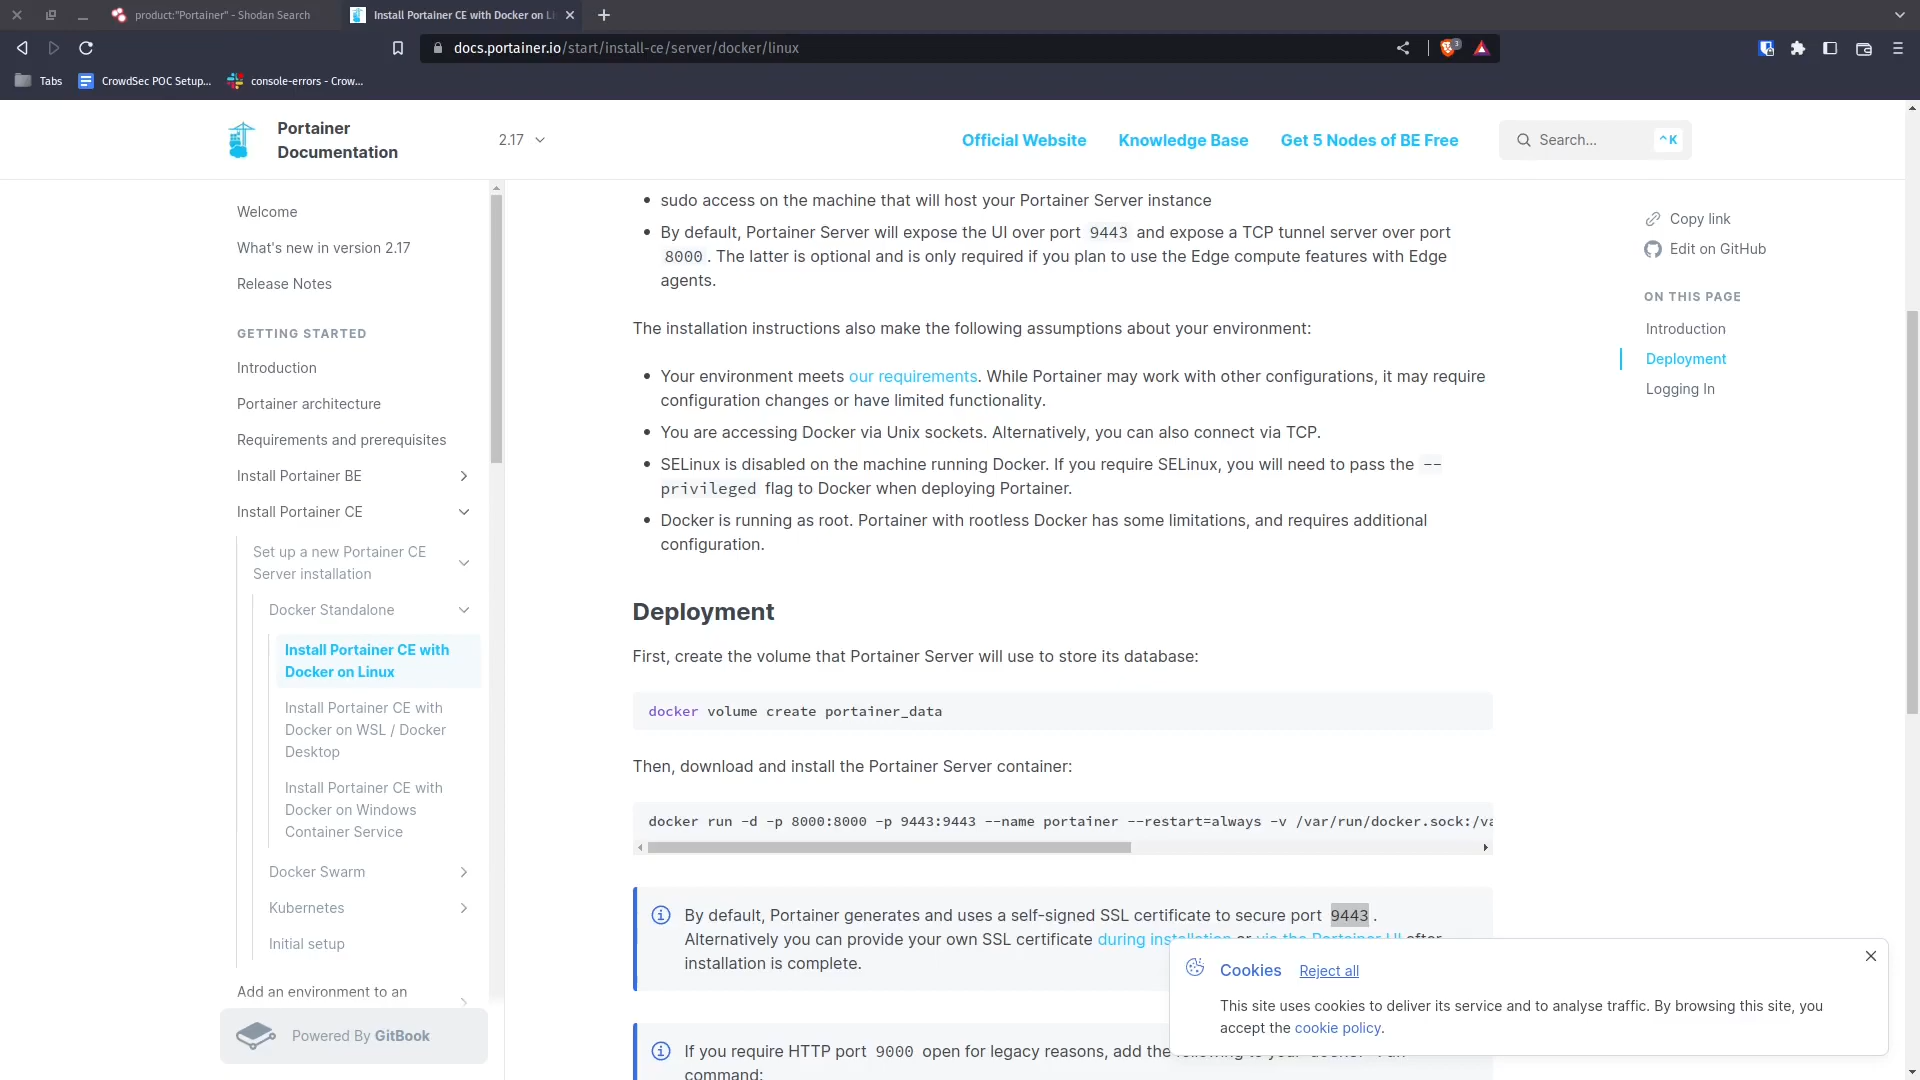 product:"Portainer" - Shodan Search
Install Portainer CE with Docker on Li
docs.portainer.io/start/install-ce/server/docker/linux
3
Tabs
CrowdSec POC Setup...
console-errors - Crow...
Portainer
Documentation
2.17
Official Website
Knowledge Base
Get 5 Nodes of BE Free
Search...
^K
Welcome
What's new in version 2.17
Release Notes
GETTING STARTED
Introduction
Portainer architecture
Requirements and prerequisites
Install Portainer BE
Install Portainer CE
Set up a new Portainer CE
Server installation
Docker Standalone
Install Portainer CE with
Docker on Linux
Install Portainer CE with
Docker on WSL / Docker
Desktop
Install Portainer CE with
Docker on Windows
Container Service
Docker Swarm
Kubernetes
Initial setup
Add an environment to an
Powered By GitBook
sudo access on the machine that will host your Portainer Server instance
By default, Portainer Server will expose the UI over port 9443 and expose a TCP tunnel server over port
8000. The latter is optional and is only required if you plan to use the Edge compute features with Edge
agents.
The installation instructions also make the following assumptions about your environment:
Your environment meets our requirements. While Portainer may work with other configurations, it may require
configuration changes or have limited functionality.
You are accessing Docker via Unix sockets. Alternatively, you can also connect via TCP.
SELinux is disabled on the machine running Docker. If you require SELinux, you will need to pass the --
privileged flag to Docker when deploying Portainer.
Docker is running as root. Portainer with rootless Docker has some limitations, and requires additional
configuration.
Deployment
First, create the volume that Portainer Server will use to store its database:
docker volume create portainer_data
Then, download and install the Portainer Server container:
docker run -d -p 8000:8000 -p 9443:9443 --name portainer --restart=always -v /var/run/docker.sock:/va
By default, Portainer generates and uses a self-signed SSL certificate to secure port 9443.
Alternatively you can provide your own SSL certificate during installation or via the Portainer UI after
installation is complete.
If you require HTTP port 9000 open for legacy reasons, add the
command:
Copy link
Edit on GitHub
ON THIS PAGE
Introduction
Deployment
Logging In
Cookies
Reject all
This site uses cookies to deliver its service and to analyse traffic. By browsing this site, you
accept the cookie policy.